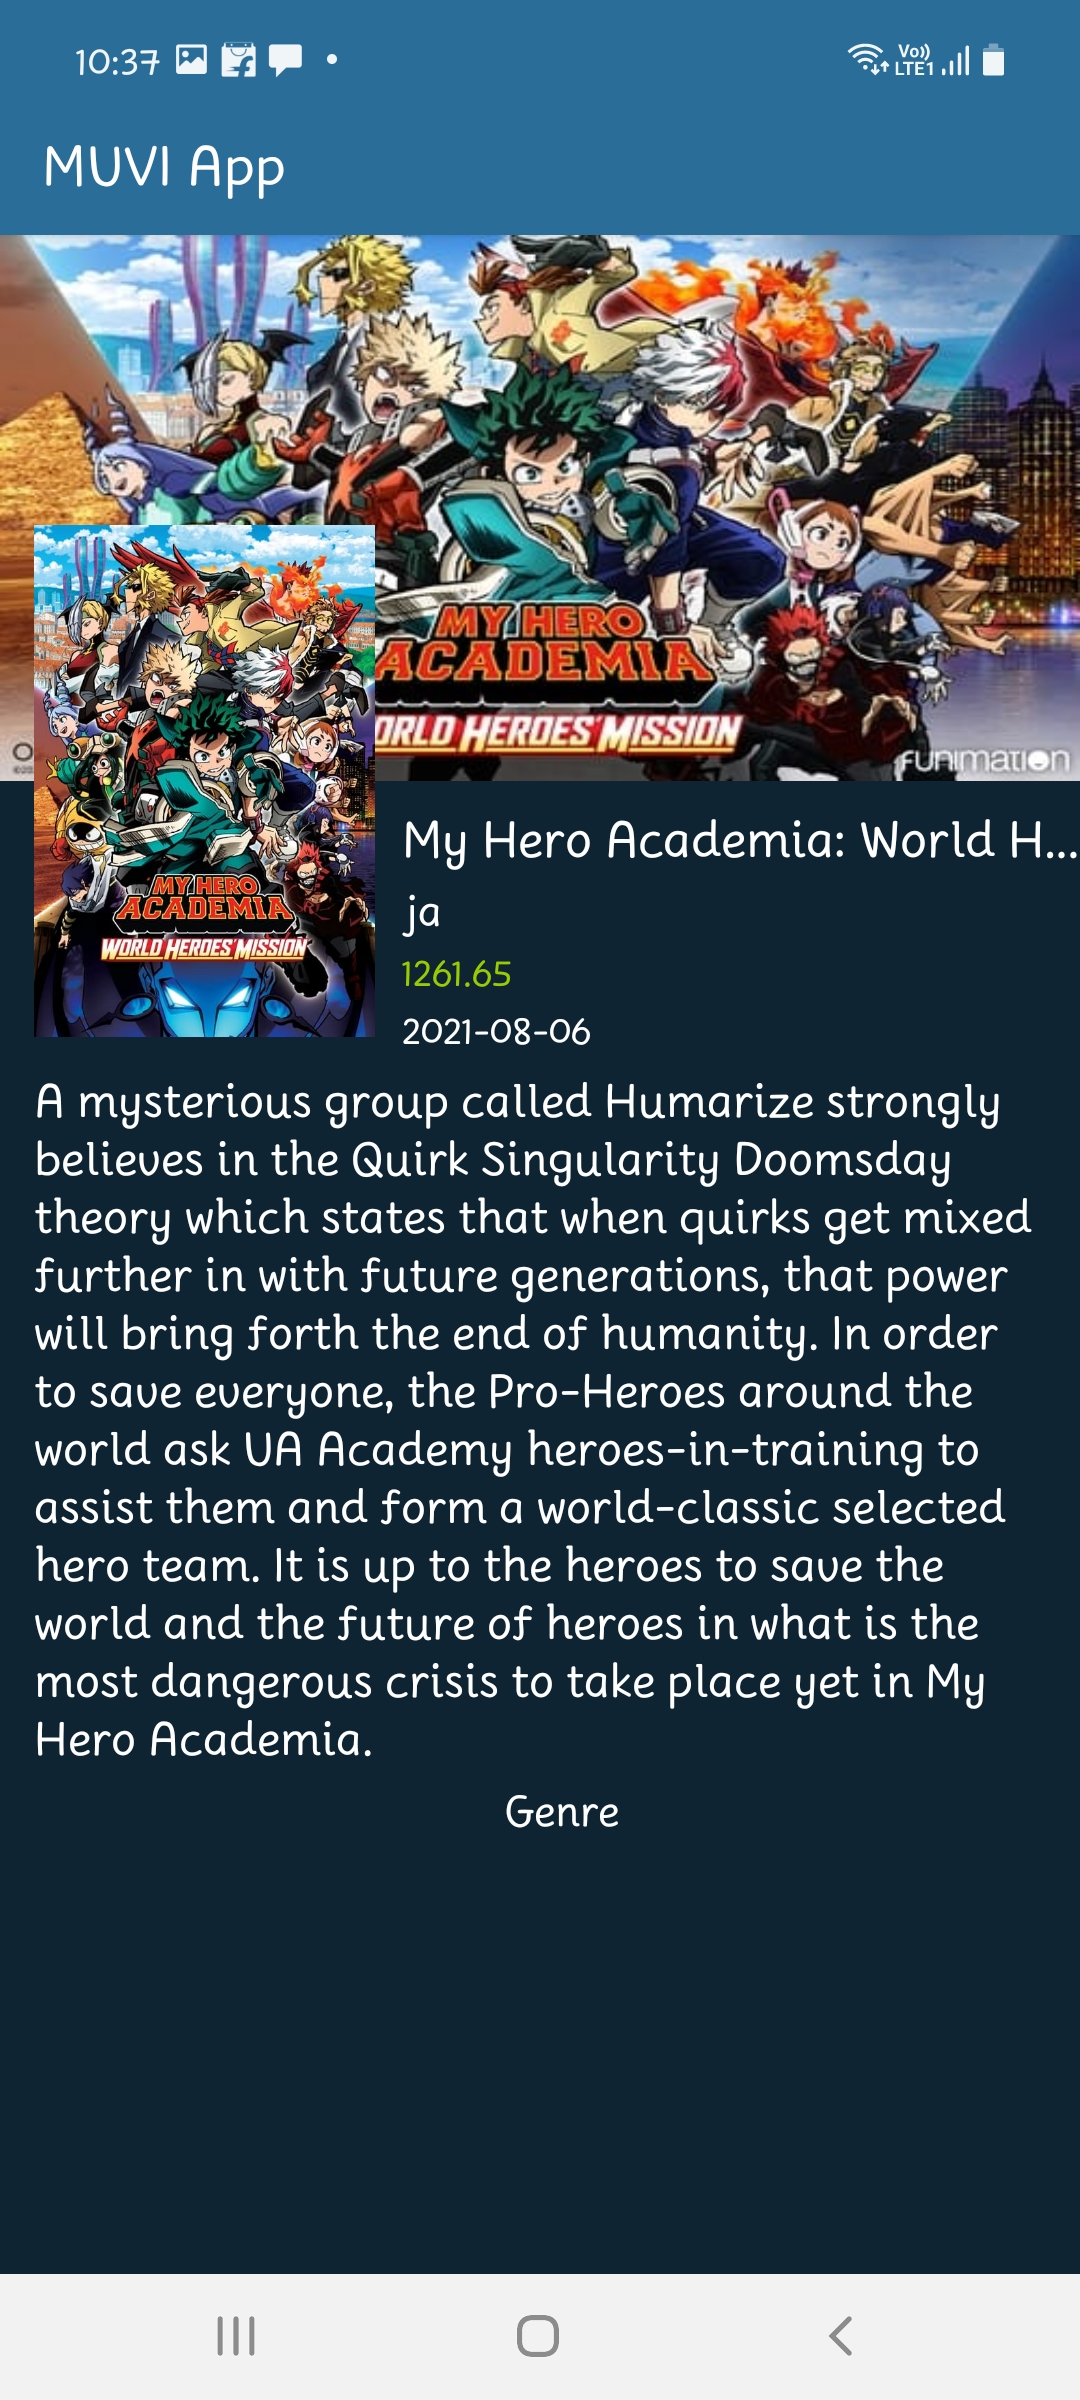 10:37
Vo))
LTE1
MUVI App
MY HERO
ACADEMIA
ORLD HEROES' MISSION
FUNIMATION
MY HERO
ACADEMIA
WORLD HEROES' MISSION
My Hero Academia: World H...
ja
1261.65
2021-08-06
A mysterious group called Humarize strongly
believes in the Quirk Singularity Doomsday
theory which states that when quirks get mixed
further in with future generations, that power
will bring forth the end of humanity. In order
to save everyone, the Pro-Heroes around the
world ask UA Academy heroes-in-training to
assist them and form a world-classic selected
hero team. It is up to the heroes to save the
world and the future of heroes in what is the
most dangerous crisis to take place yet in My
Hero Academia.
Genre